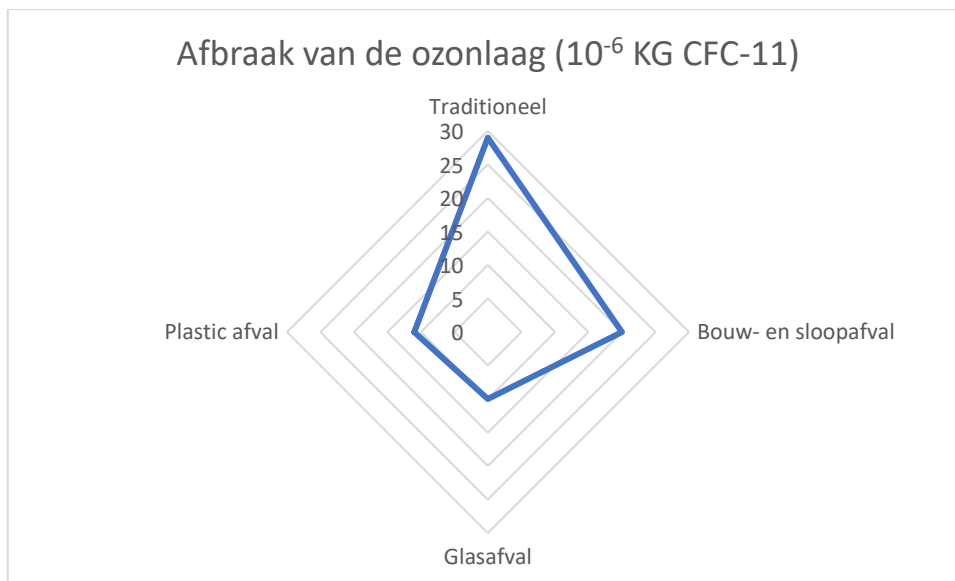 Afbraak van de ozonlaag (10⁻⁶ KG CFC-11)
Traditioneel
30
25
20
15
10
5
0
Plastic afval
Bouw- en sloopafval
Glasafval